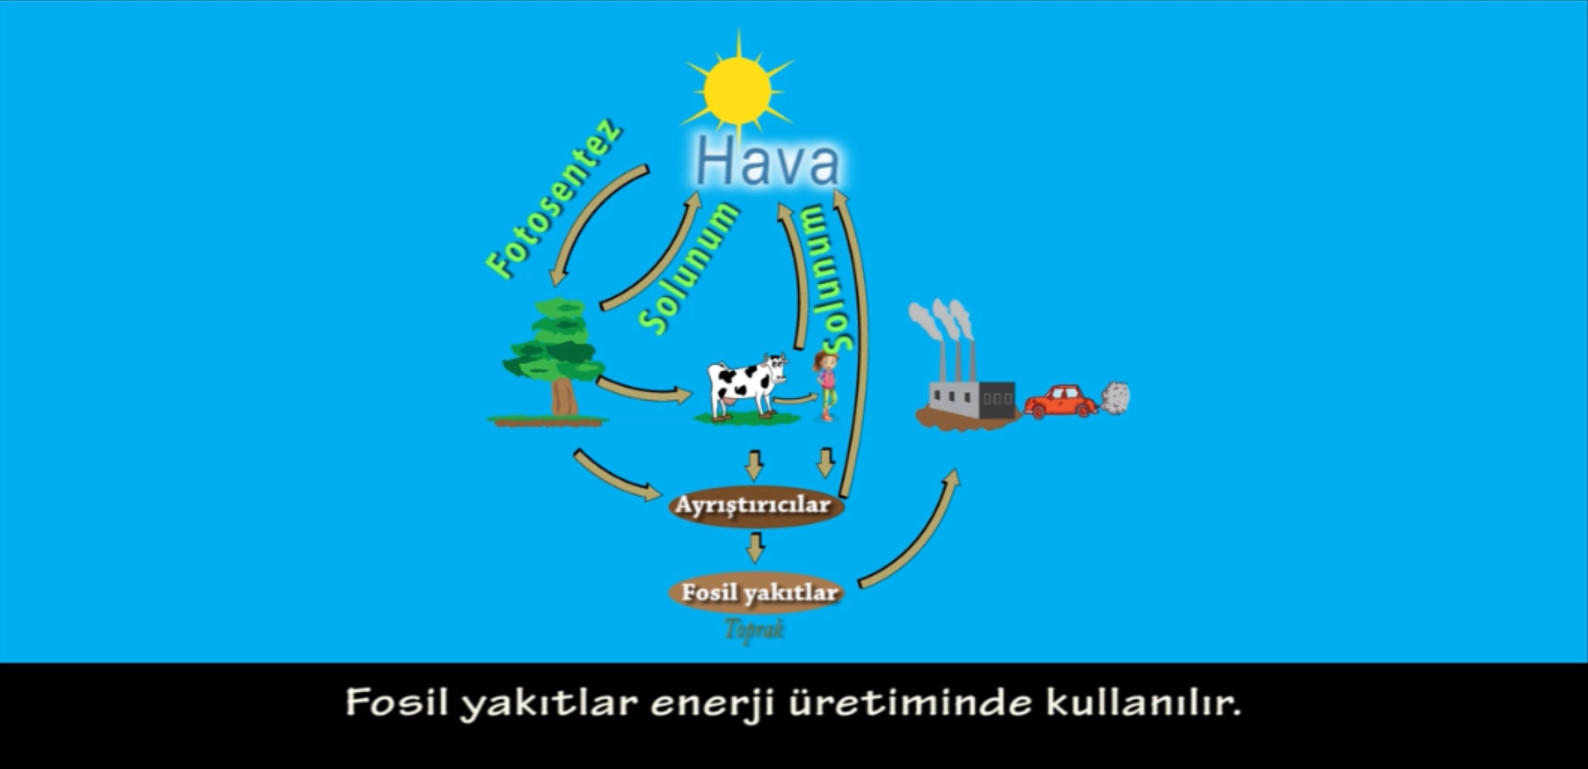 Hava
Fotosentez
Solunum
Solunum
Ayrıştırıcılar
Fosil yakıtlar
Toprak
Fosil yakıtlar enerji üretiminde kullanılır.